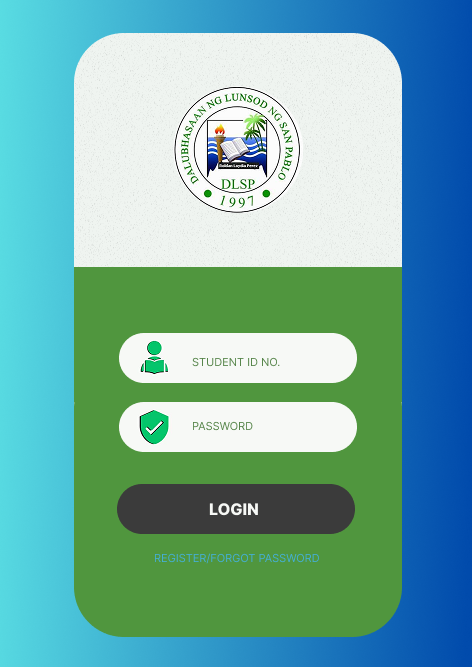 DALUBHASAAN NG LUNSOD NG SAN PABLO
DLSP
1997
STUDENT ID NO.
PASSWORD
LOGIN
REGISTER/FORGOT PASSWORD